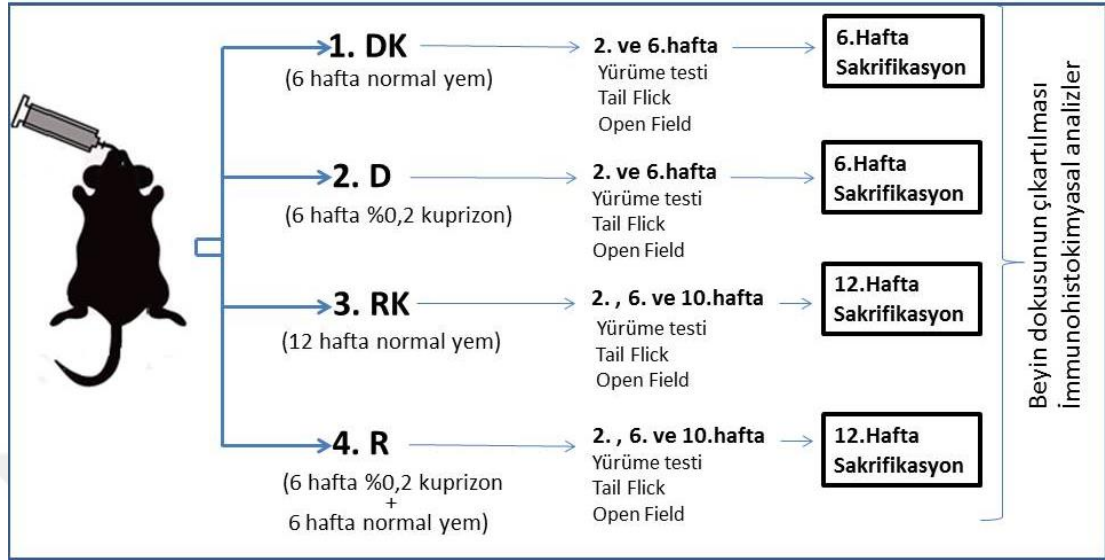 1. DK
(6 hafta normal yem)
2. ve 6.hafta
Yürüme testi
Tail Flick
Open Field
6.Hafta
Sakrifikasyon
2. D
(6 hafta %0,2 kuprizon)
2. ve 6.hafta
Yürüme testi
Tail Flick
Open Field
6.Hafta
Sakrifikasyon
3. RK
(12 hafta normal yem)
2. , 6. ve 10.hafta
Yürüme testi
Tail Flick
Open Field
12.Hafta
Sakrifikasyon
4. R
(6 hafta %0,2 kuprizon
+
6 hafta normal yem)
2. , 6. ve 10.hafta
Yürüme testi
Tail Flick
Open Field
12.Hafta
Sakrifikasyon
Beyin dokusunun çıkartılması
İmmunohistokimyasal analizler